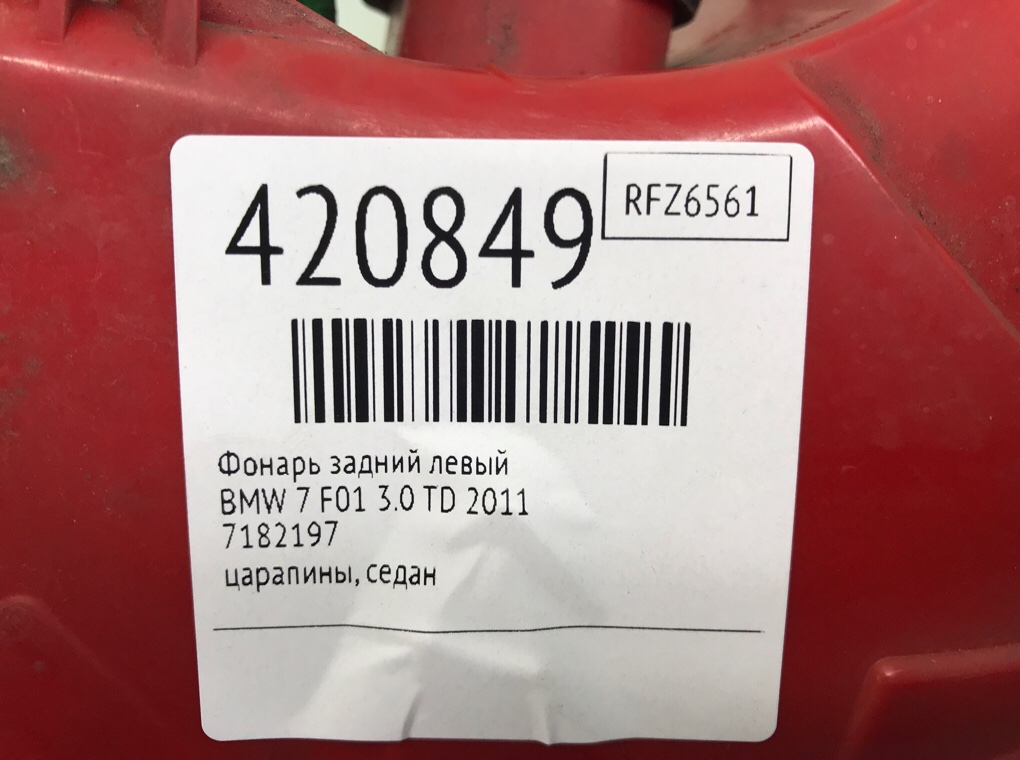 420849
RFZ6561
Фонарь задний левый
BMW 7 F01 3.0 TD 2011
7182197
царапины, седан